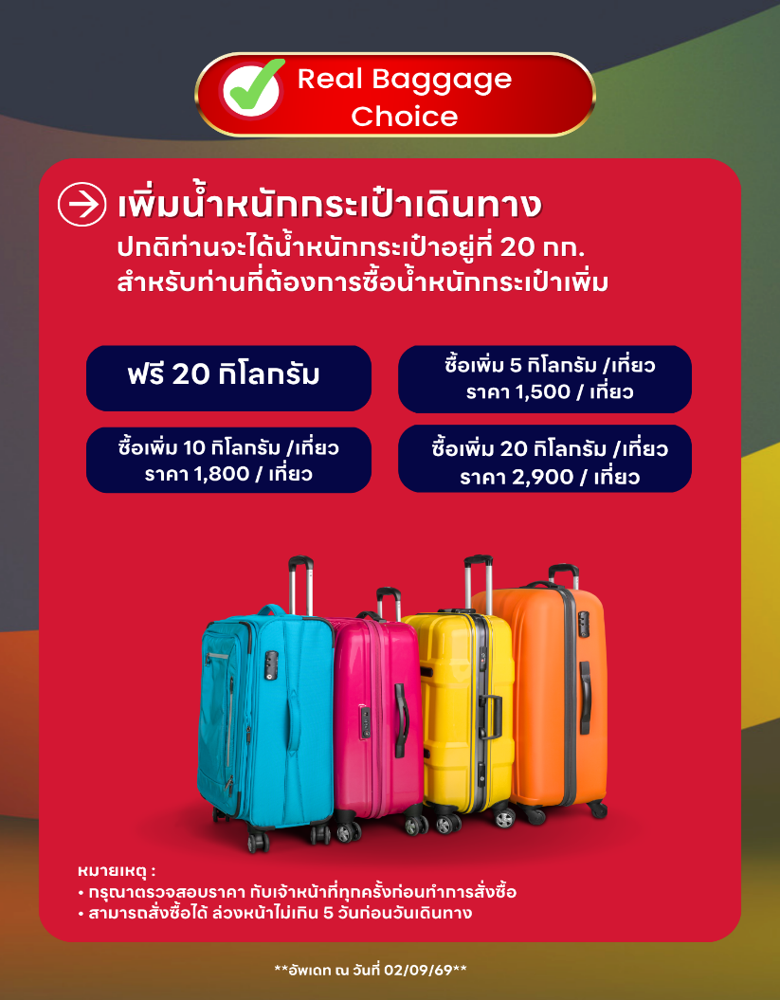 Real Baggage
Choice
เพิ่มน้ำหนักกระเป๋าเดินทาง
ปกติท่านจะได้น้ำหนักกระเป๋าอยู่ที่ 20 กก.
สำหรับท่านที่ต้องการซื้อน้ำหนักกระเป๋าเพิ่ม
ฟรี 20 กิโลกรัม
ซื้อเพิ่ม 5 กิโลกรัม /เที่ยว
ราคา 1,500 / เที่ยว
ซื้อเพิ่ม 10 กิโลกรัม /เที่ยว
ราคา 1,800 / เที่ยว
ซื้อเพิ่ม 20 กิโลกรัม /เที่ยว
ราคา 2,900 / เที่ยว
หมายเหตุ :
• กรุณาตรวจสอบราคา กับเจ้าหน้าที่ทุกครั้งก่อนทำการสั่งซื้อ
• สามารถสั่งซื้อได้ ล่วงหน้าไม่เกิน 5 วันก่อนวันเดินทาง
**อัพเดท ณ วันที่ 02/09/69**